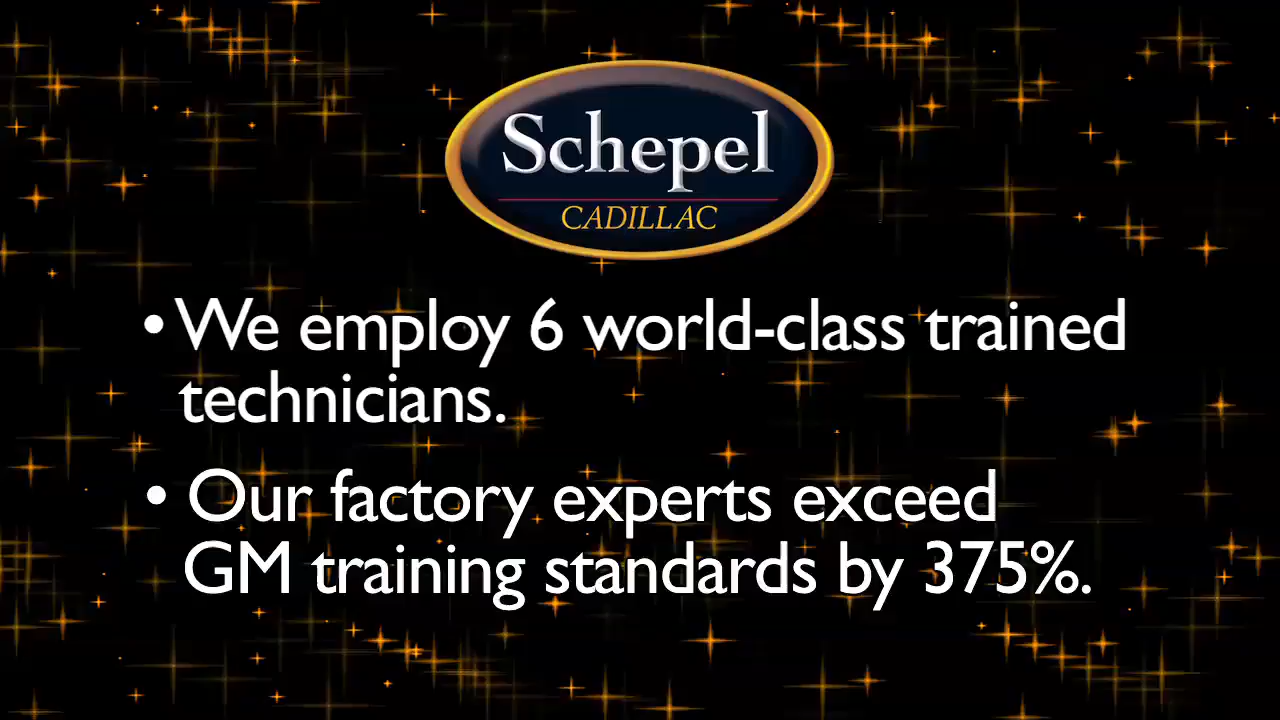 Schepel
CADILLAC
• We employ 6 world-class trained
technicians.
• Our factory experts exceed
GM training standards by 375%.